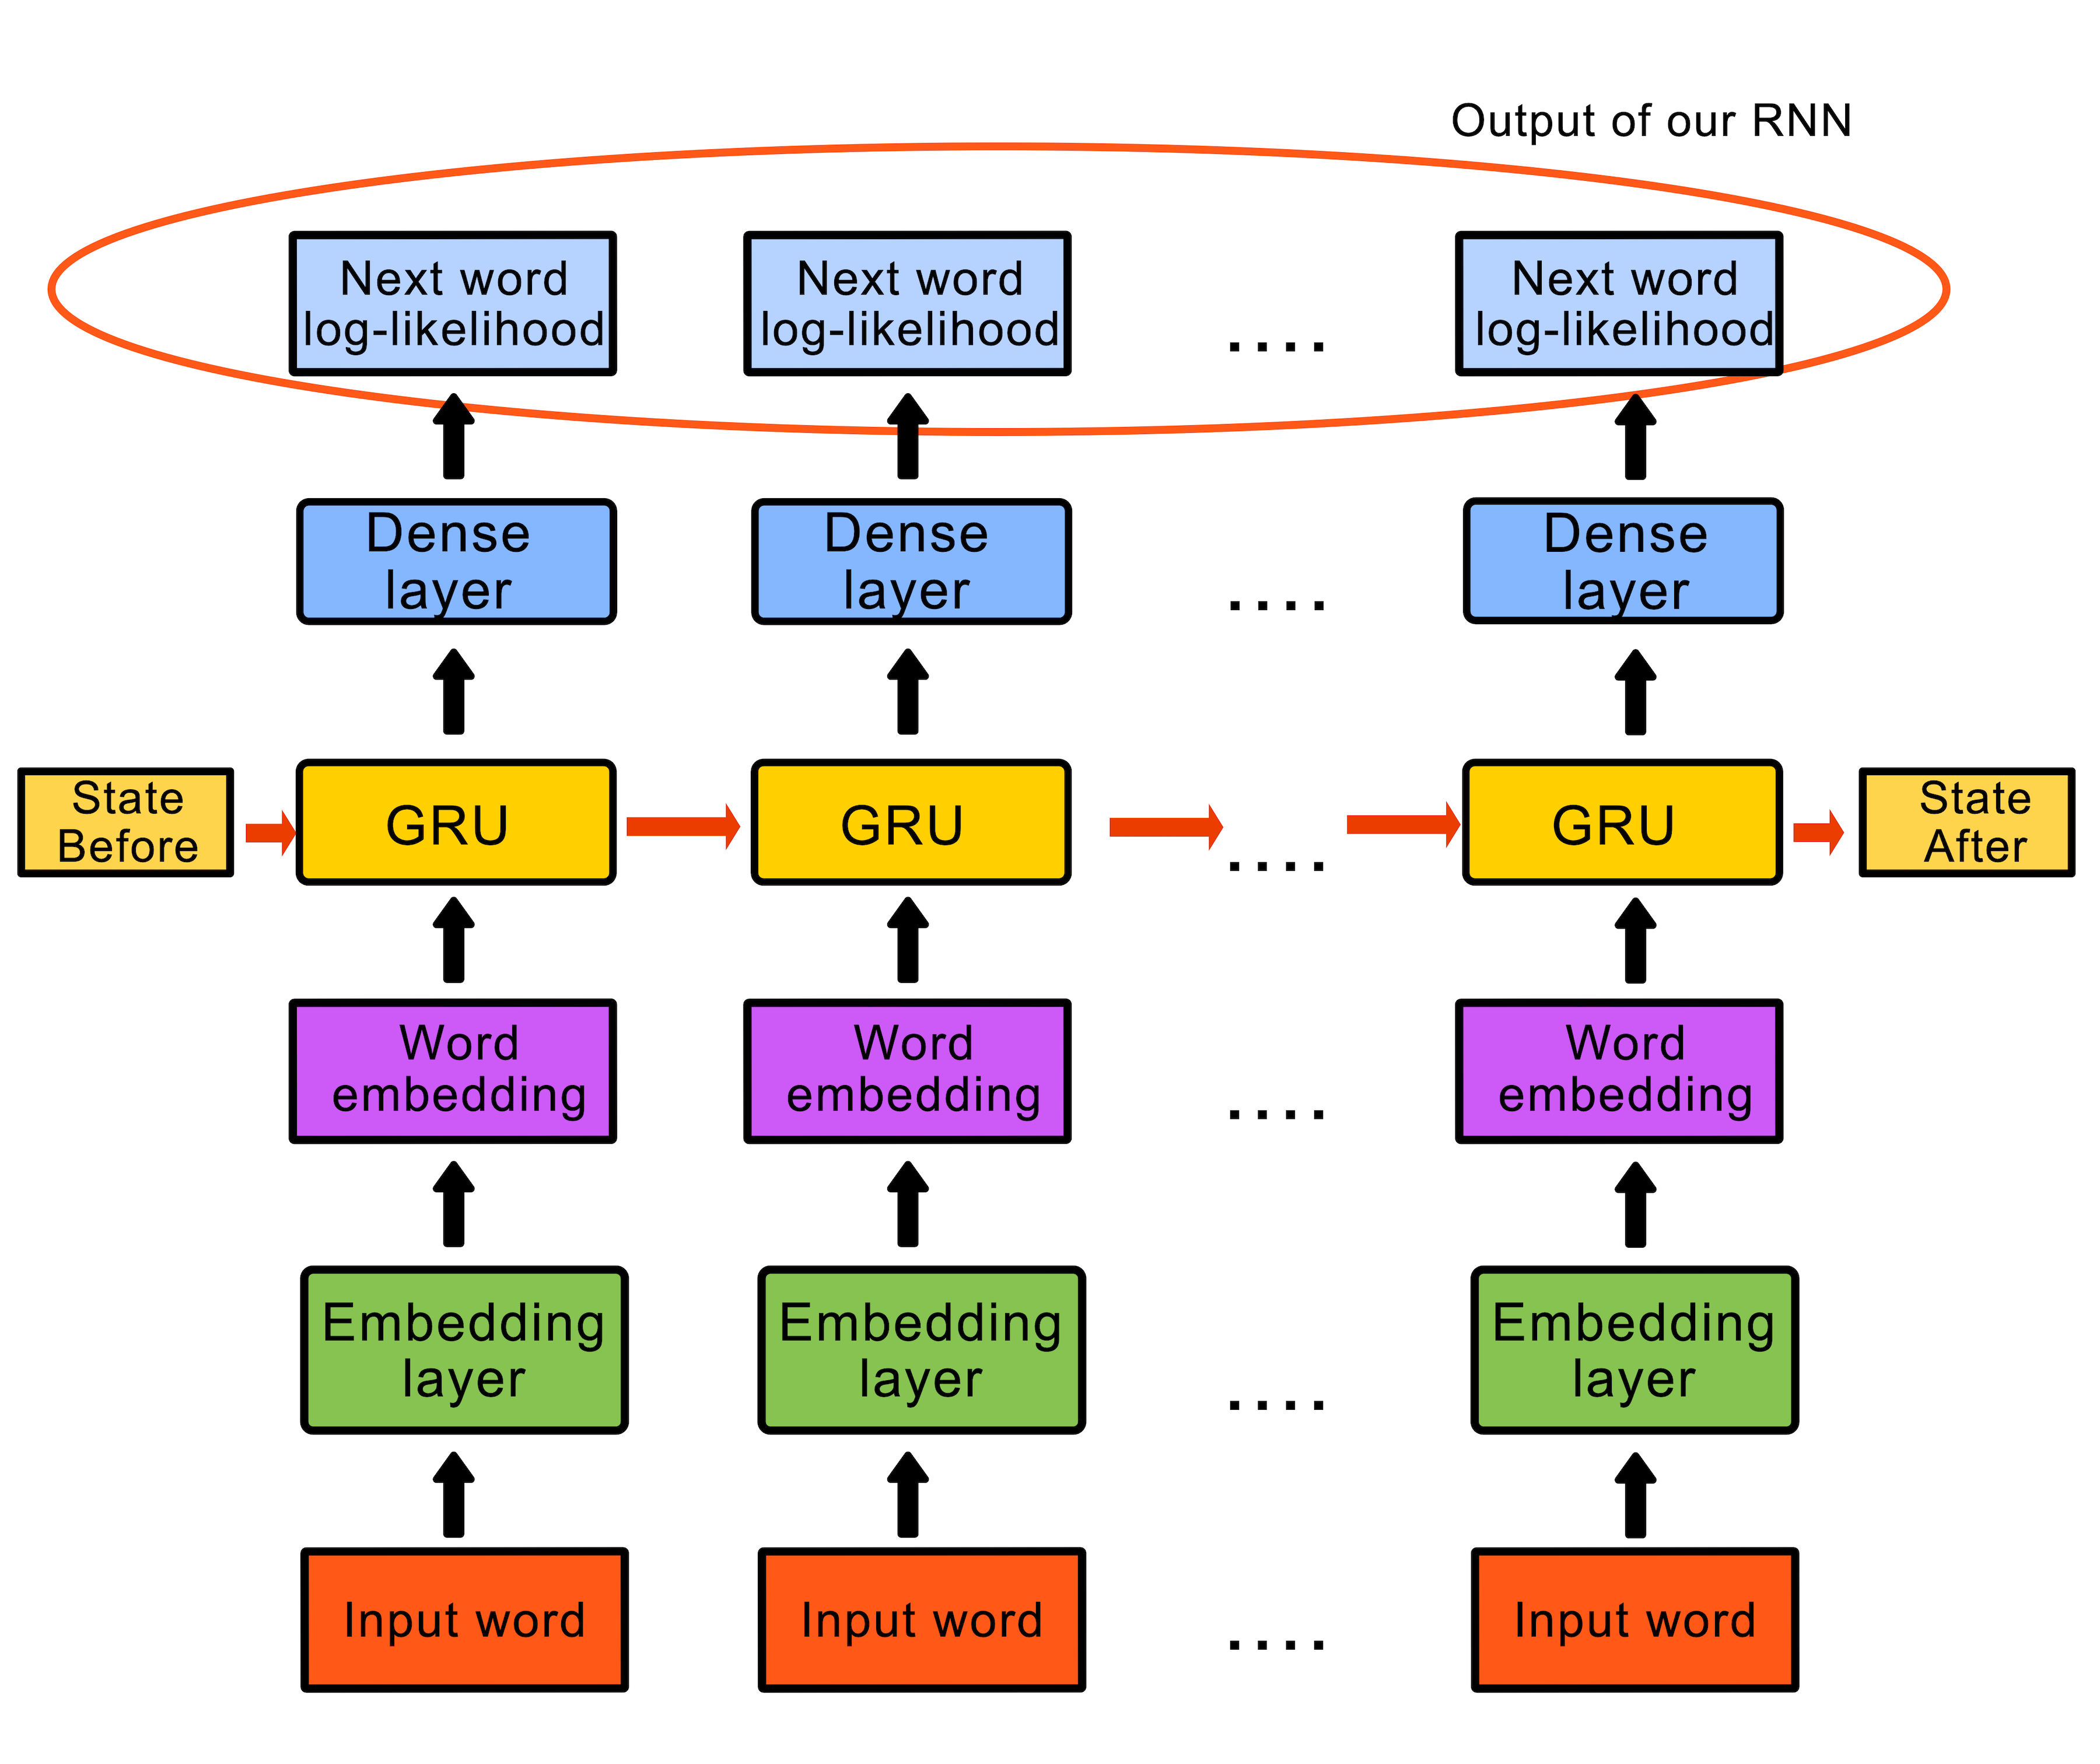 Output of our RNN
Next word
log-likelihood
Next word
log-likelihood
....
Next word
log-likelihood
Dense
layer
Dense
layer
....
Dense
layer
State
Before
GRU
GRU
....
GRU
State
After
Word
embedding
Word
embedding
....
Word
embedding
Embedding
layer
Embedding
layer
....
Embedding
layer
Input word
Input word
....
Input word